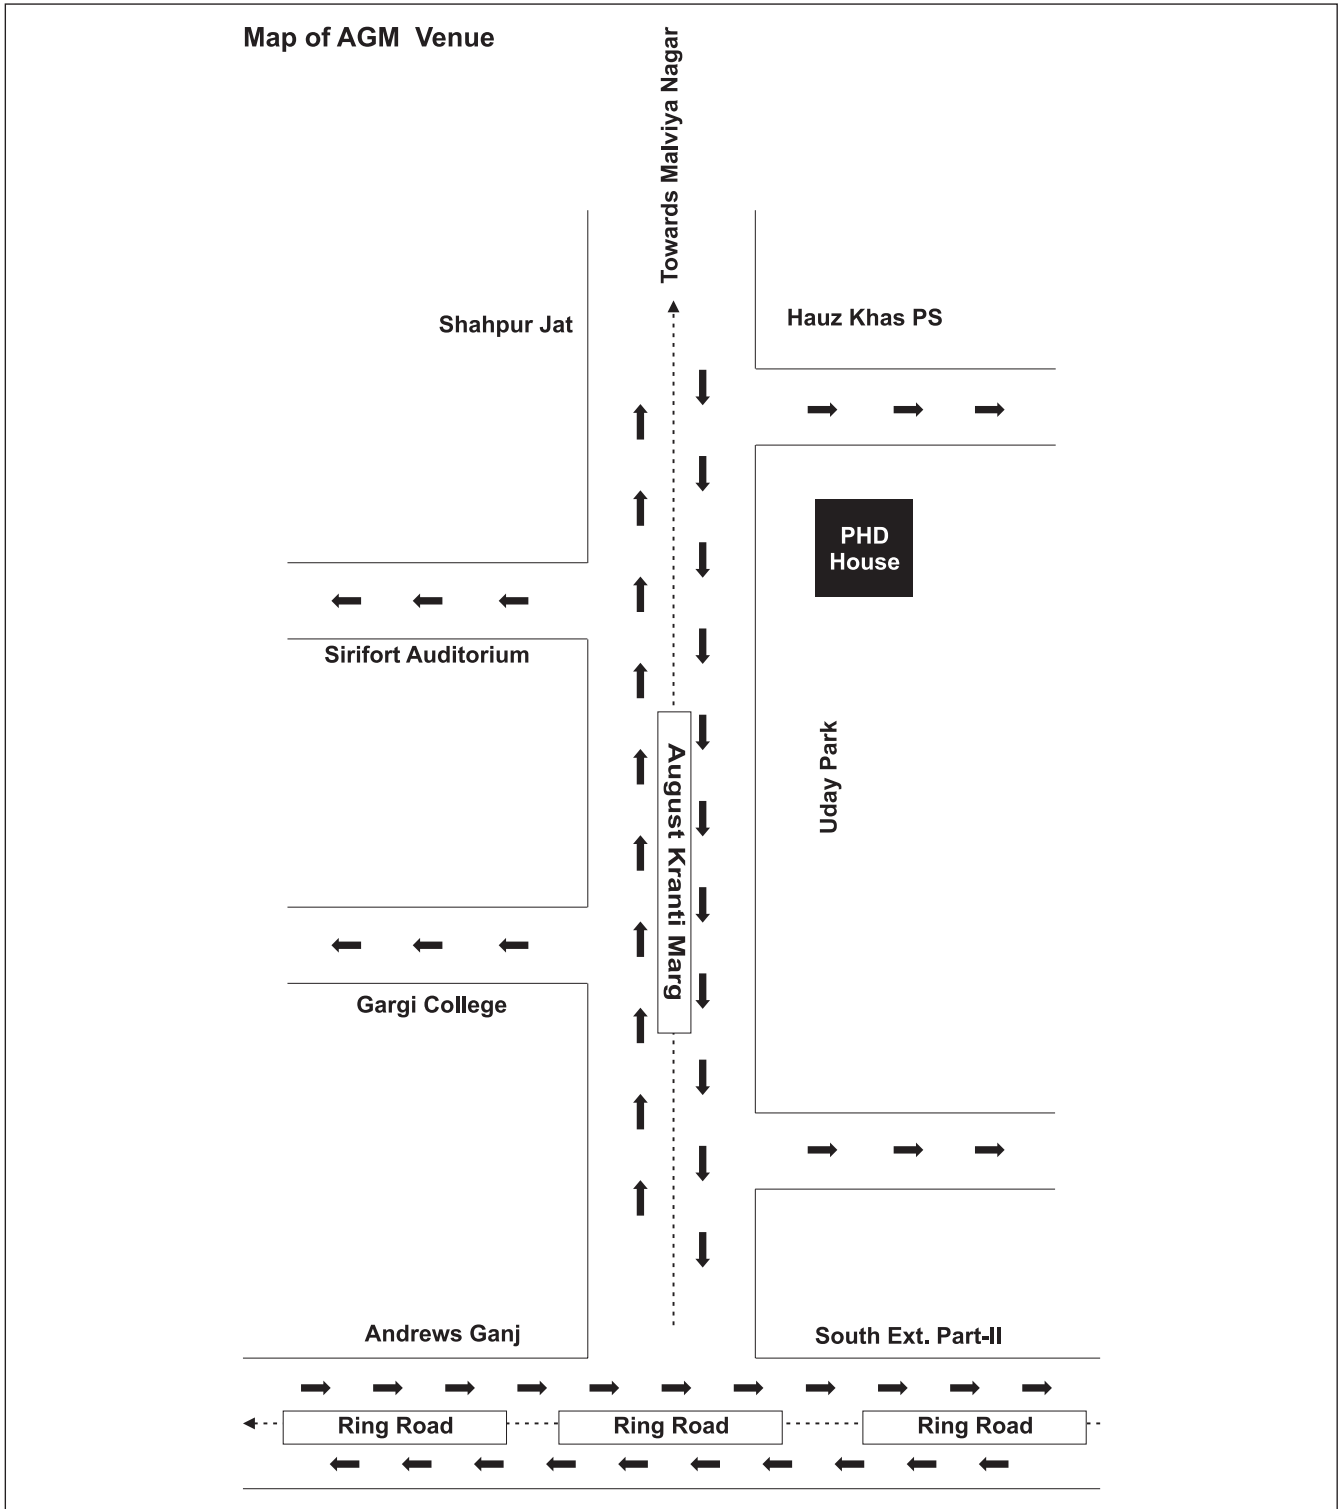 Map of AGM Venue
Towards Malviya Nagar
Shahpur Jat
Hauz Khas PS
PHD
House
Sirifort Auditorium
Uday Park
August Kranti Marg
Gargi College
Andrews Ganj
South Ext. Part-II
Ring Road
Ring Road
Ring Road